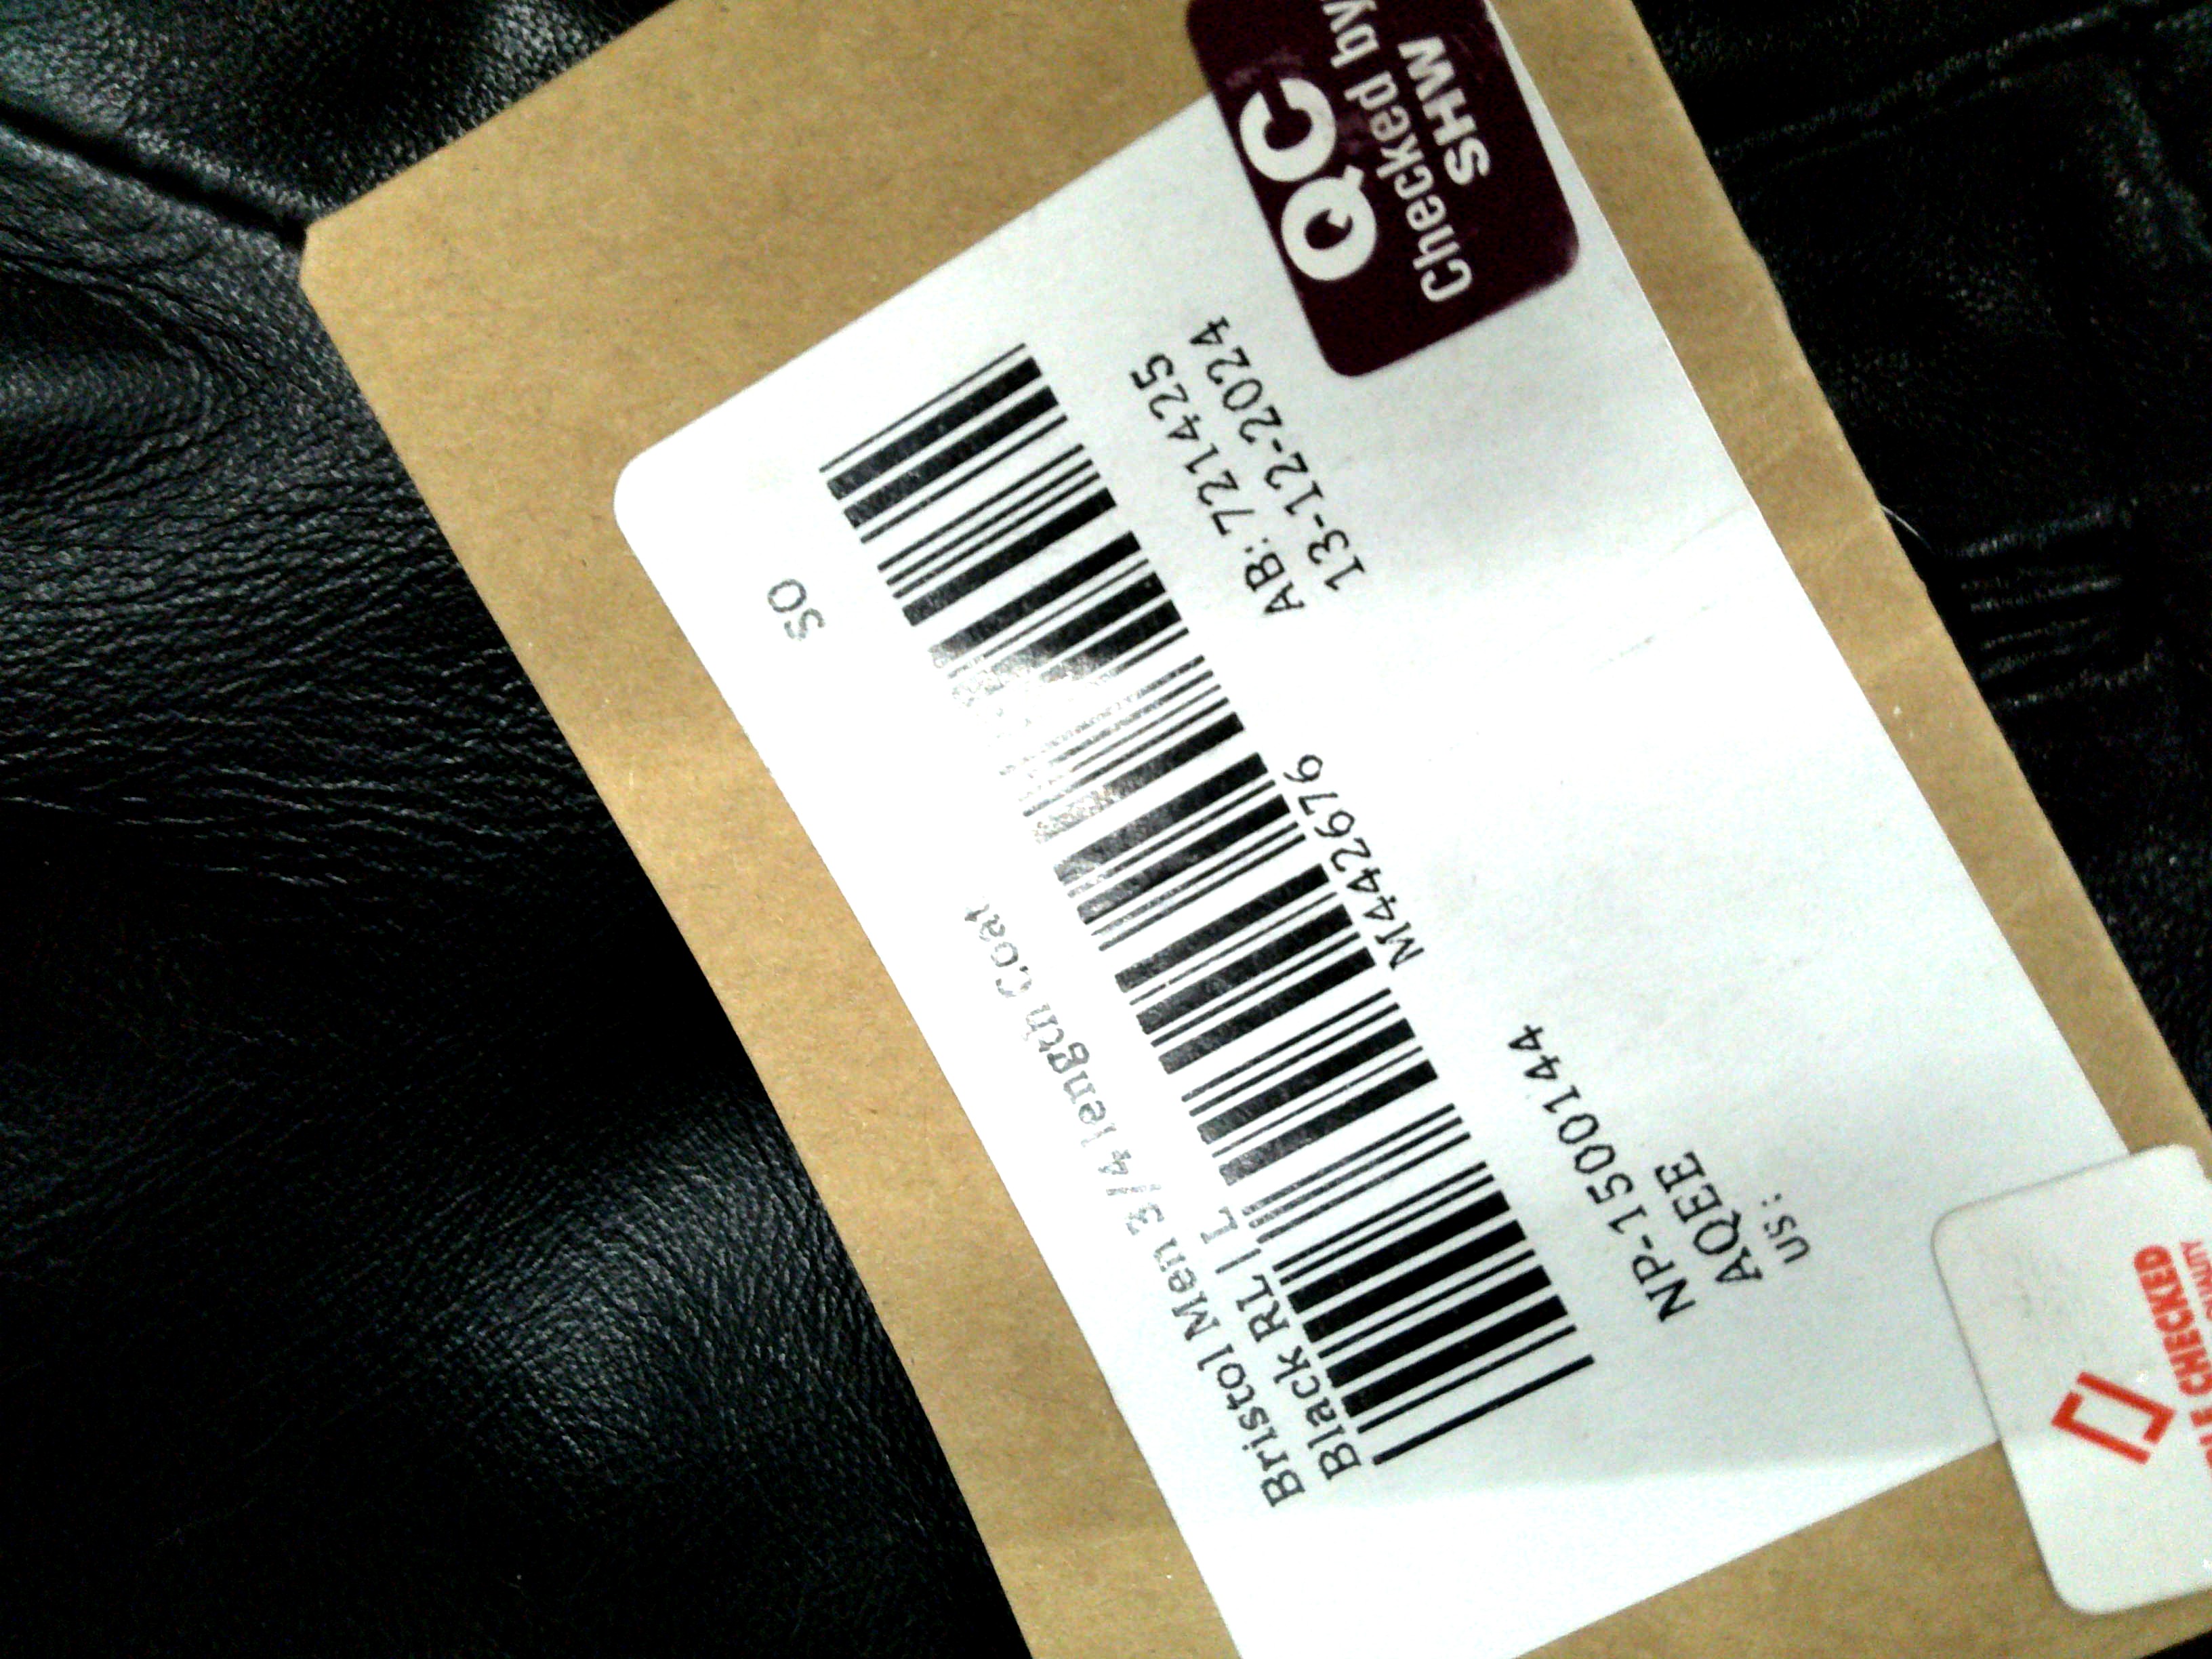 SO
Bristol Men 3/4 length Coat
Black RL | L
M442676
AB: 721425
13-12-2024
NP-1500144
AQEE
US:
QC
Checked by
SHW
CHECKED